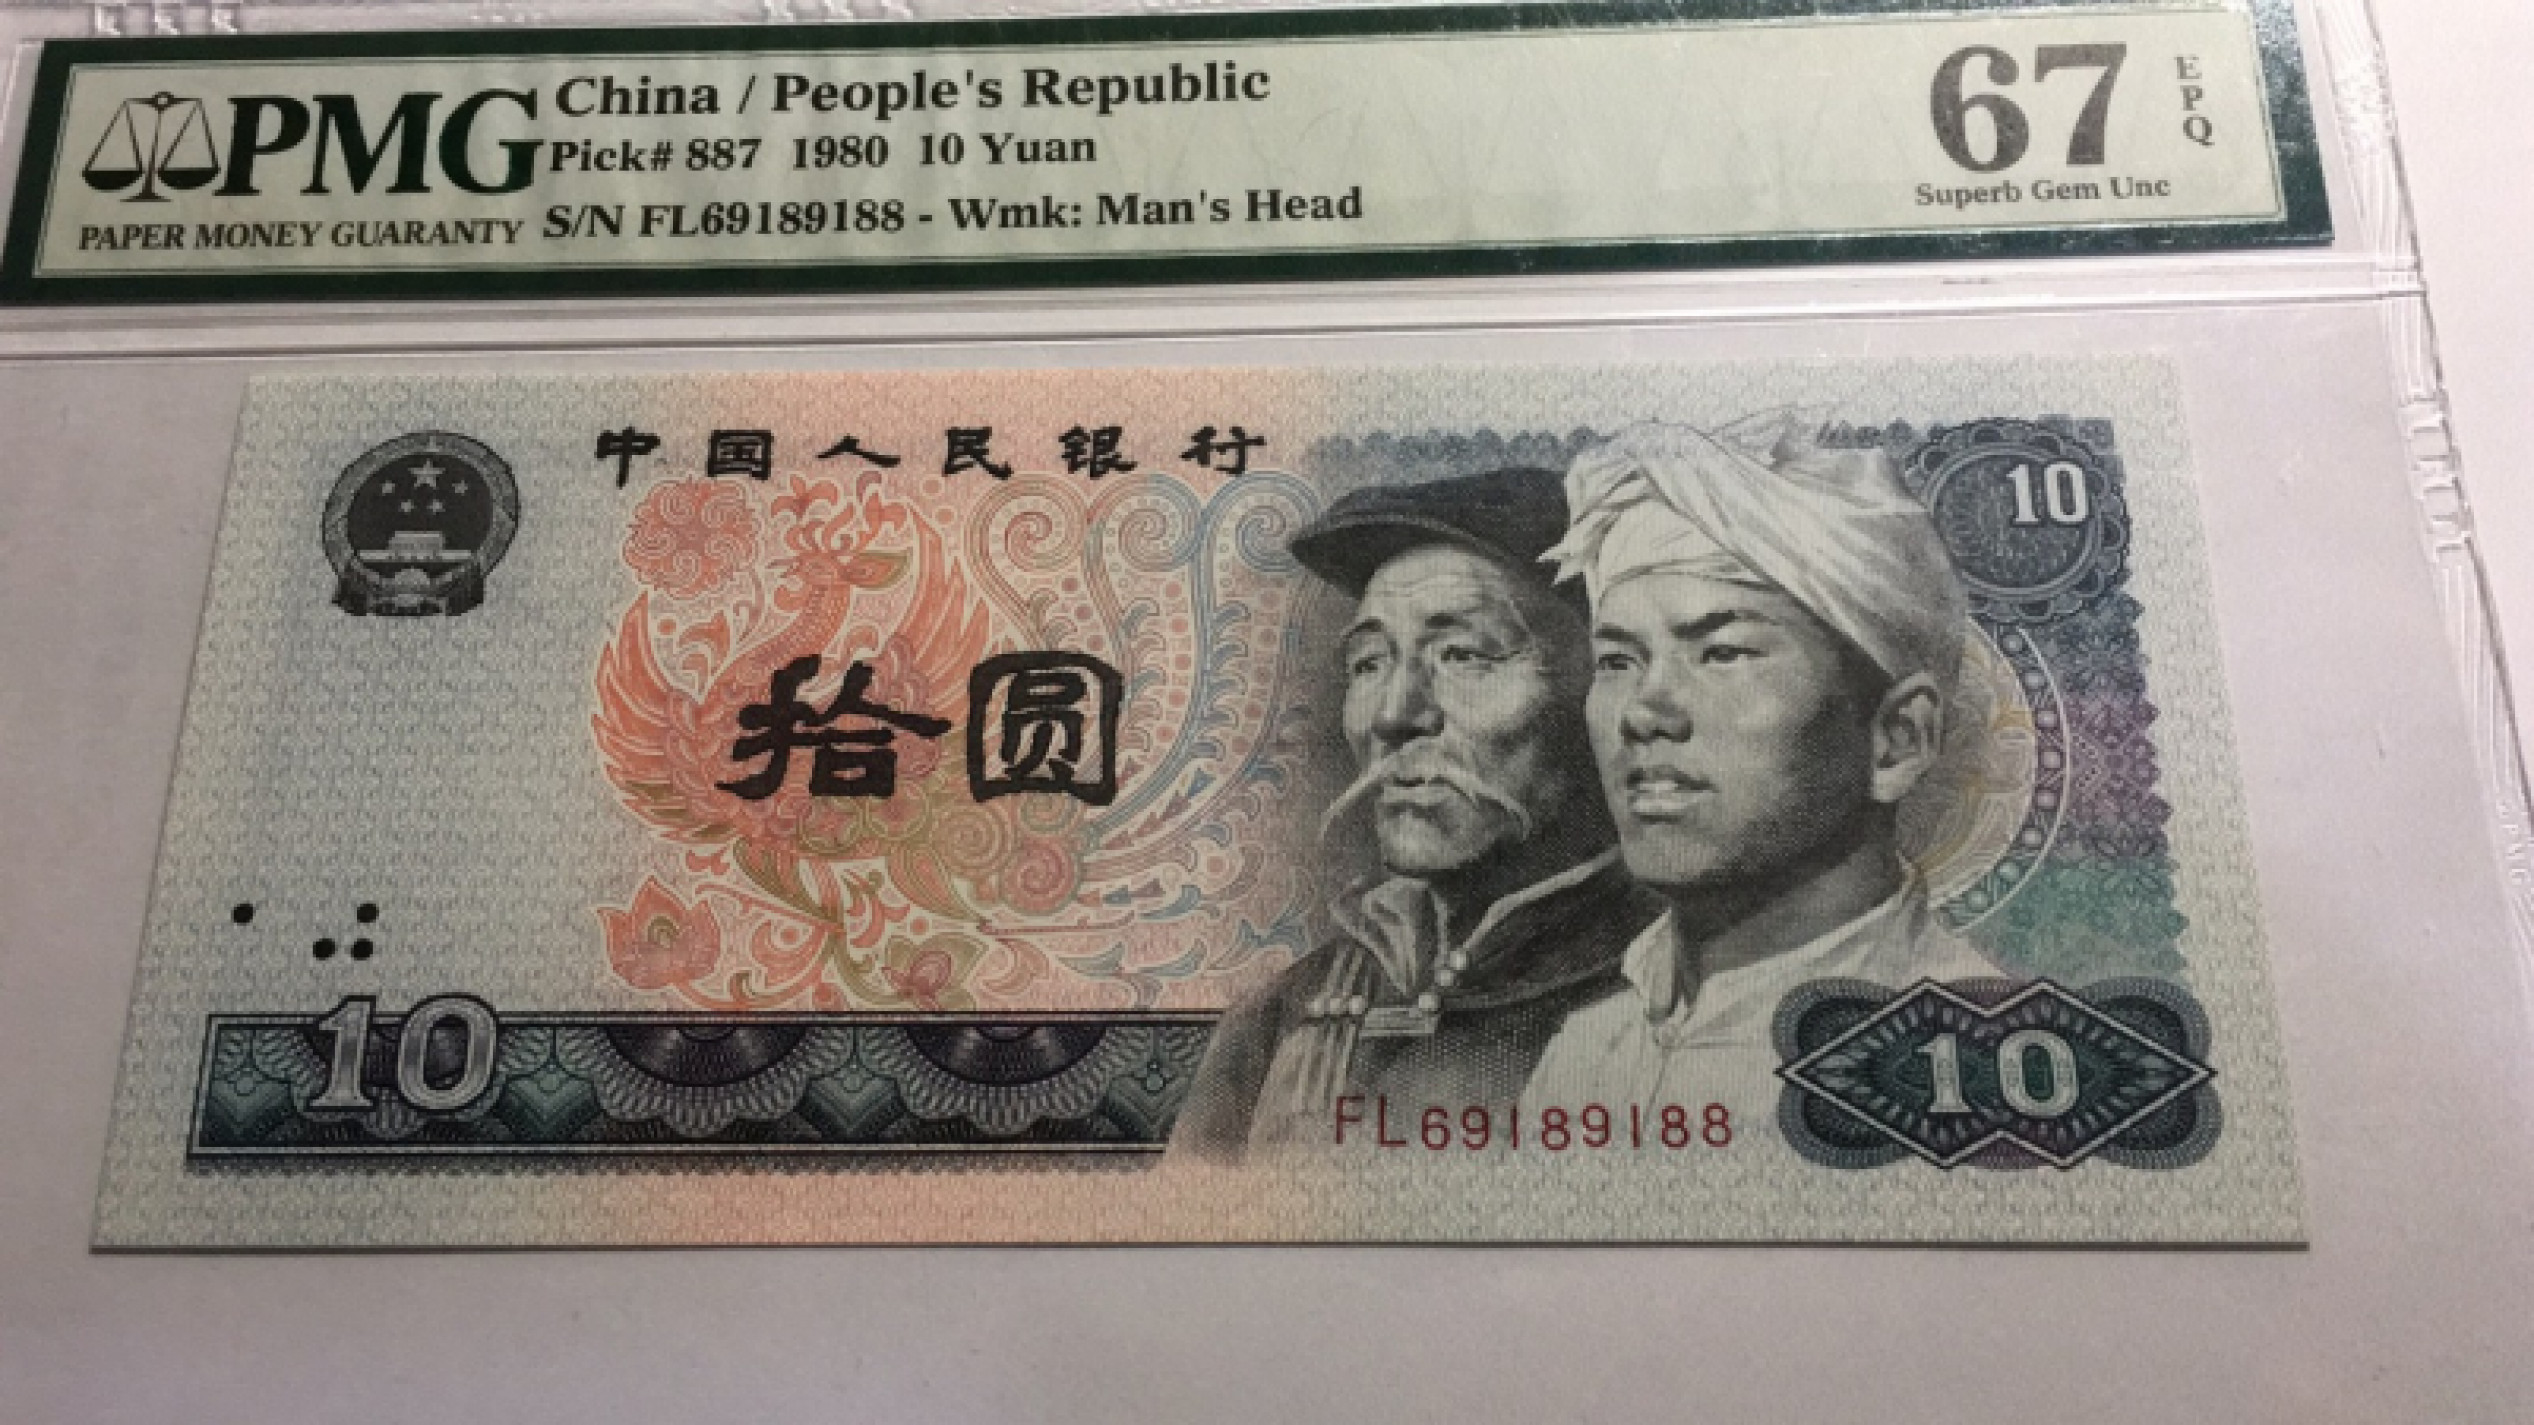 PMG
PAPER MONEY GUARANTY
China / People's Republic
Pick# 887 1980 10 Yuan
S/N FL69189188 - Wmk: Man's Head
67
EPQ
Superb Gem Unc
中国人民银行
10
拾圆
10
FL69189188
10